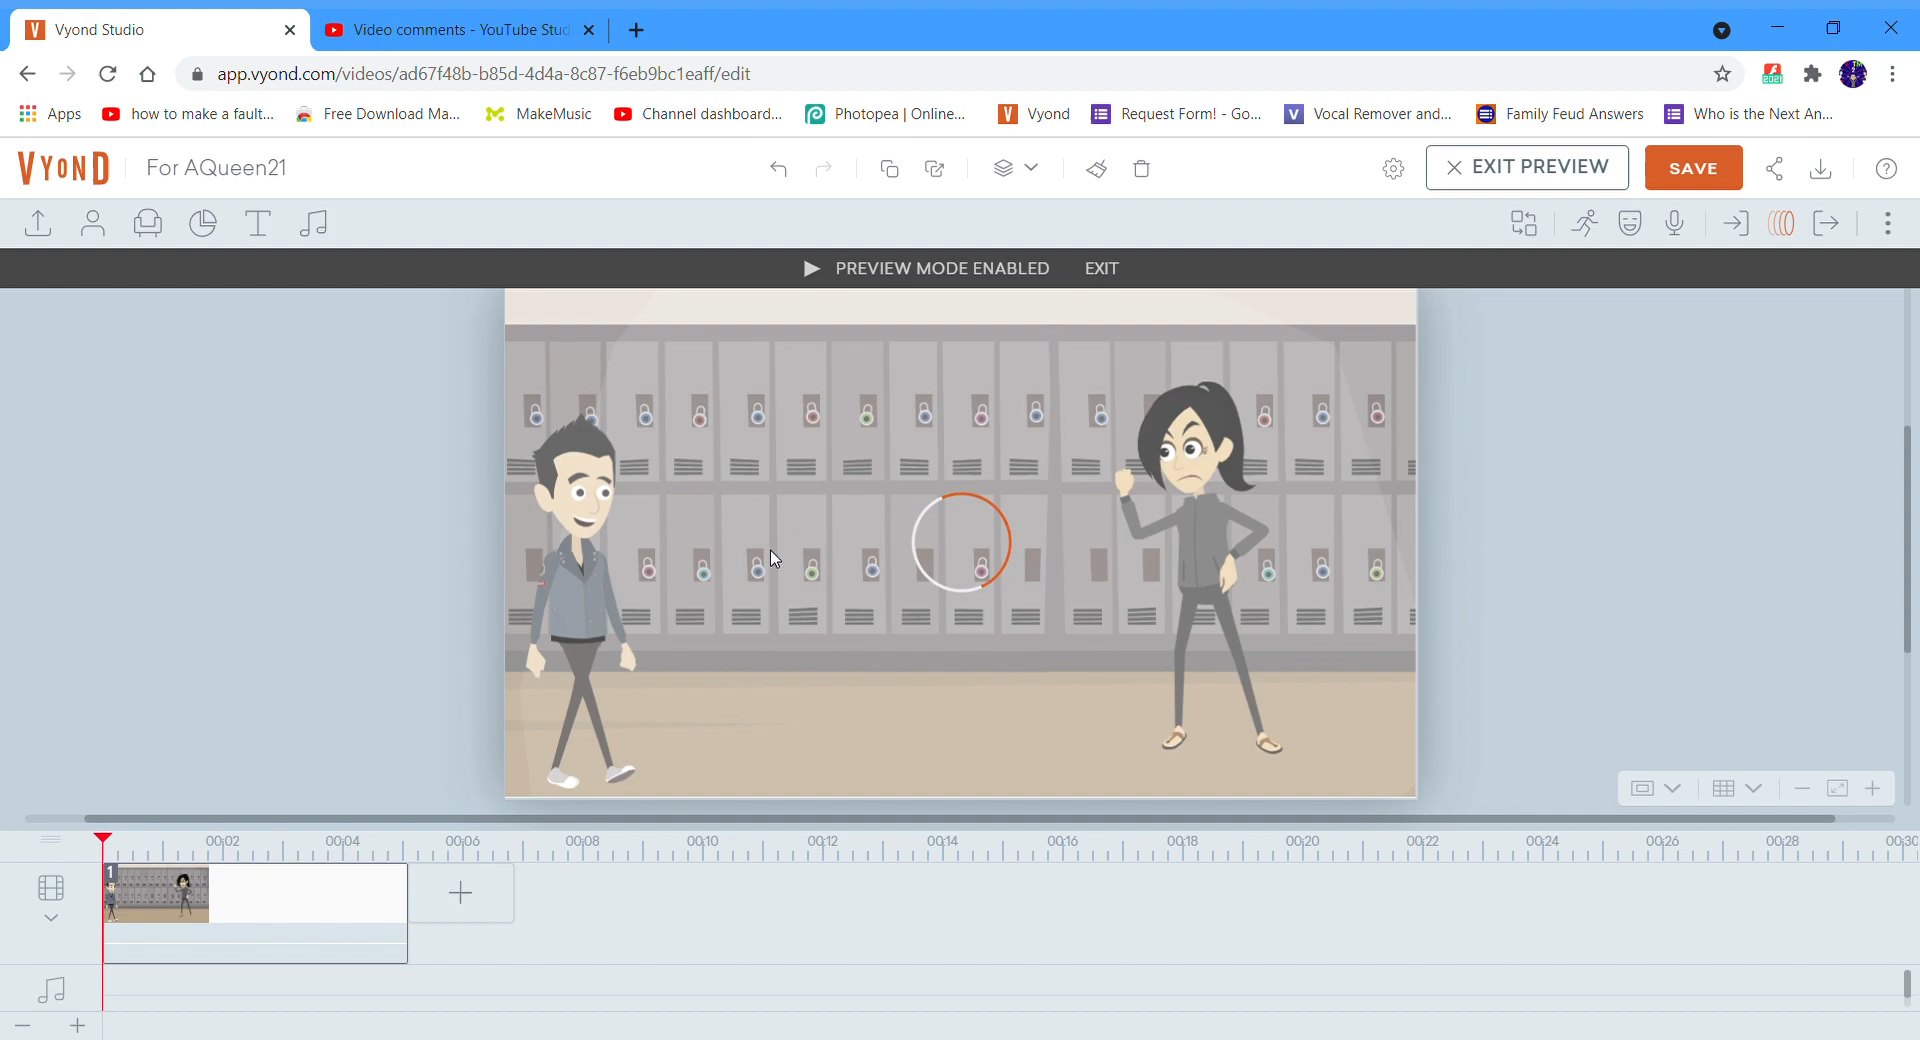 Vyond Studio
Video comments - YouTube Stud
app.vyond.com/videos/ad67f48b-b85d-4d4a-8c87-f6eb9bc1eaff/edit
2021
Apps how to make a fault... Free Download Ma... MakeMusic Channel dashboard... Photopea | Online... Vyond Request Form! - Go... Vocal Remover and... Family Feud Answers Who is the Next An...
VYOND For AQueen21 EXIT PREVIEW SAVE
PREVIEW MODE ENABLED EXIT
00:02 00:04 00:06 00:08 00:10 00:12 00:14 00:16 00:18 00:20 00:22 00:24 00:26 00:28 00:30
1